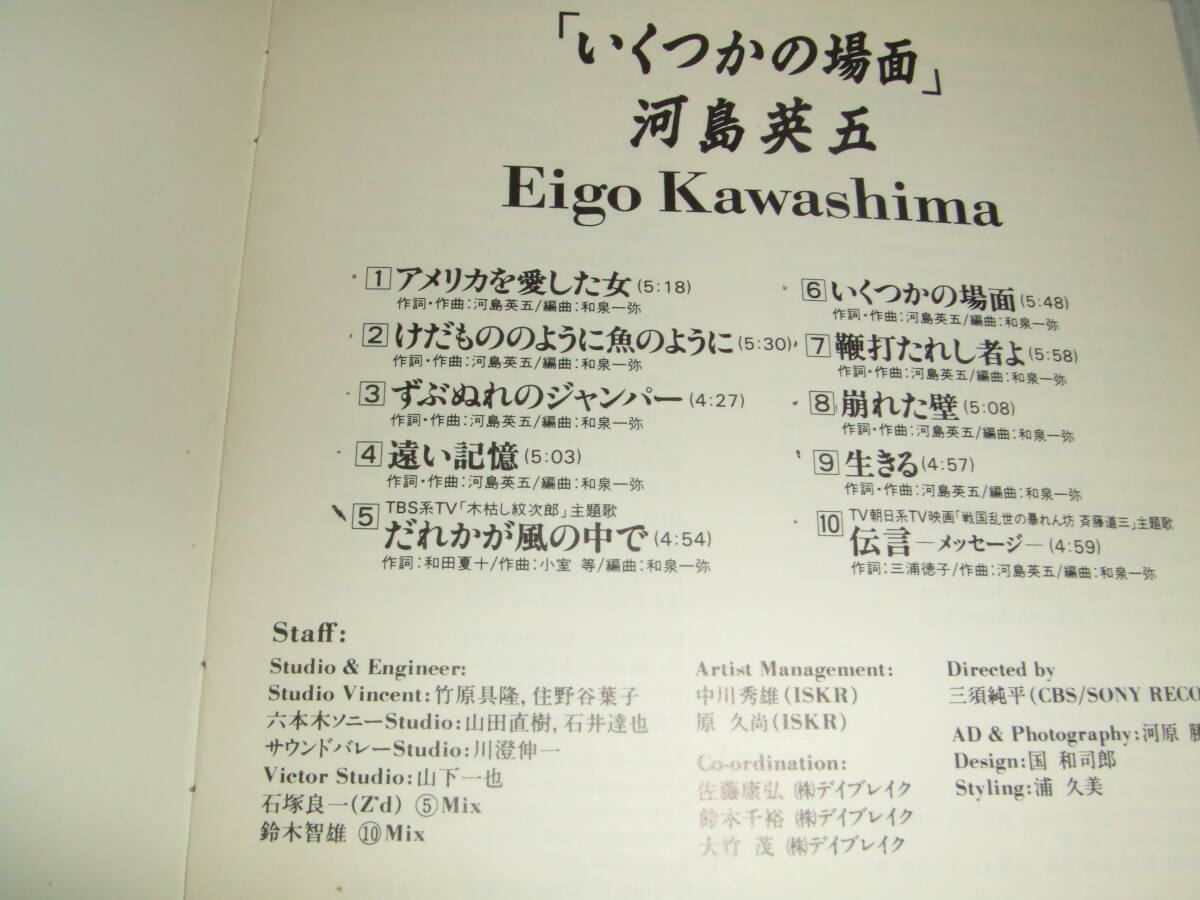 「いくつかの場面」
河島英五
Eigo Kawashima
1 アメリカを愛した女(5:18)
作詞・作曲:河島英五/編曲:和泉一弥
2 けだもののように魚のように(5:30)
作詞・作曲:河島英五/編曲:和泉一弥
3 ずぶぬれのジャンパー(4:27)
作詞・作曲:河島英五/編曲:和泉一弥
4 遠い記憶(5:03)
作詞・作曲:河島英五/編曲:和泉一弥
5 TBS系TV「木枯し紋次郎」主題歌
だれかが風の中で(4:54)
作詞:和田夏十/作曲:小室 等/編曲:和泉一弥
6 いくつかの場面(5:48)
作詞・作曲:河島英五/編曲:和泉一弥
7 鞭打たれし者よ(5:58)
作詞・作曲:河島英五/編曲:和泉一弥
8 崩れた壁(5:08)
作詞・作曲:河島英五/編曲:和泉一弥
9 生きる(4:57)
作詞・作曲:河島英五/編曲:和泉一弥
10 TV朝日系TV映画「戦国乱世の暴れん坊 斉藤道三」主題歌
伝言―メッセージ―(4:59)
作詞:三浦徳子/作曲:河島英五/編曲:和泉一弥
Staff:
Studio & Engineer:
Studio Vincent:竹原具隆, 住野谷葉子
六本木ソニーStudio:山田直樹, 石井達也
サウンドバレーStudio:川澄伸一
Victor Studio:山下一也
石塚良一(Z'd) ⑤Mix
鈴木智雄 ⑩Mix
Artist Management:
中川秀雄(ISKR)
原 久尚(ISKR)
Co-ordination:
佐藤康弘 ㈱デイブレイク
鈴木千裕 ㈱デイブレイク
大竹 茂 ㈱デイブレイク
Directed by
三須純平(CBS/SONY RECO
AD & Photography:河原
Design:国 和司郎
Styling:浦 久美